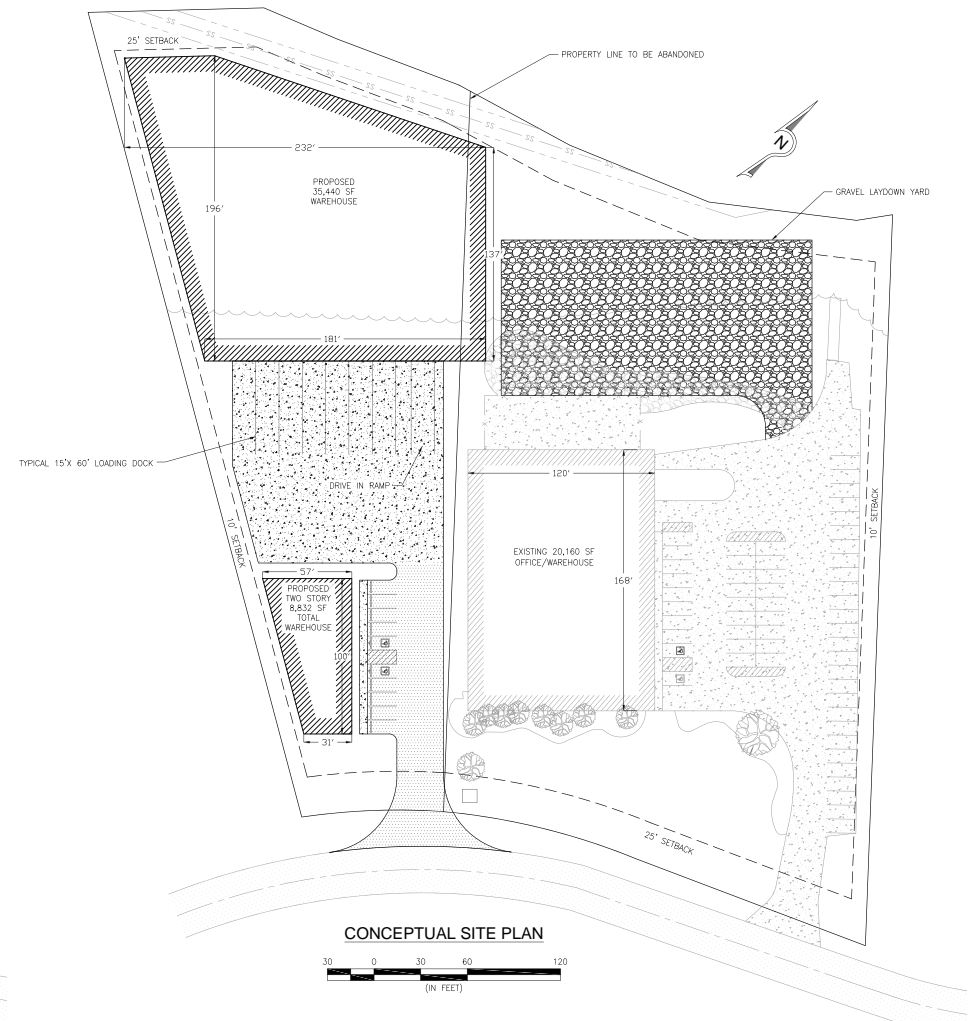 25' SETBACK
SS
SS
SS
SS
SS
SS
SS
SS
SS
PROPERTY LINE TO BE ABANDONED
N
232'
PROPOSED
35,440 SF
WAREHOUSE
196'
137'
181'
GRAVEL LAYDOWN YARD
TYPICAL 15'X 60' LOADING DOCK
DRIVE IN RAMP
120'
10' SETBACK
10' SETBACK
EXISTING 20,160 SF
OFFICE/WAREHOUSE
168'
57'
PROPOSED
TWO STORY
8,832 SF
TOTAL
WAREHOUSE
100'
31'
25' SETBACK
CONCEPTUAL SITE PLAN
30 0 30 60 120
(IN FEET)